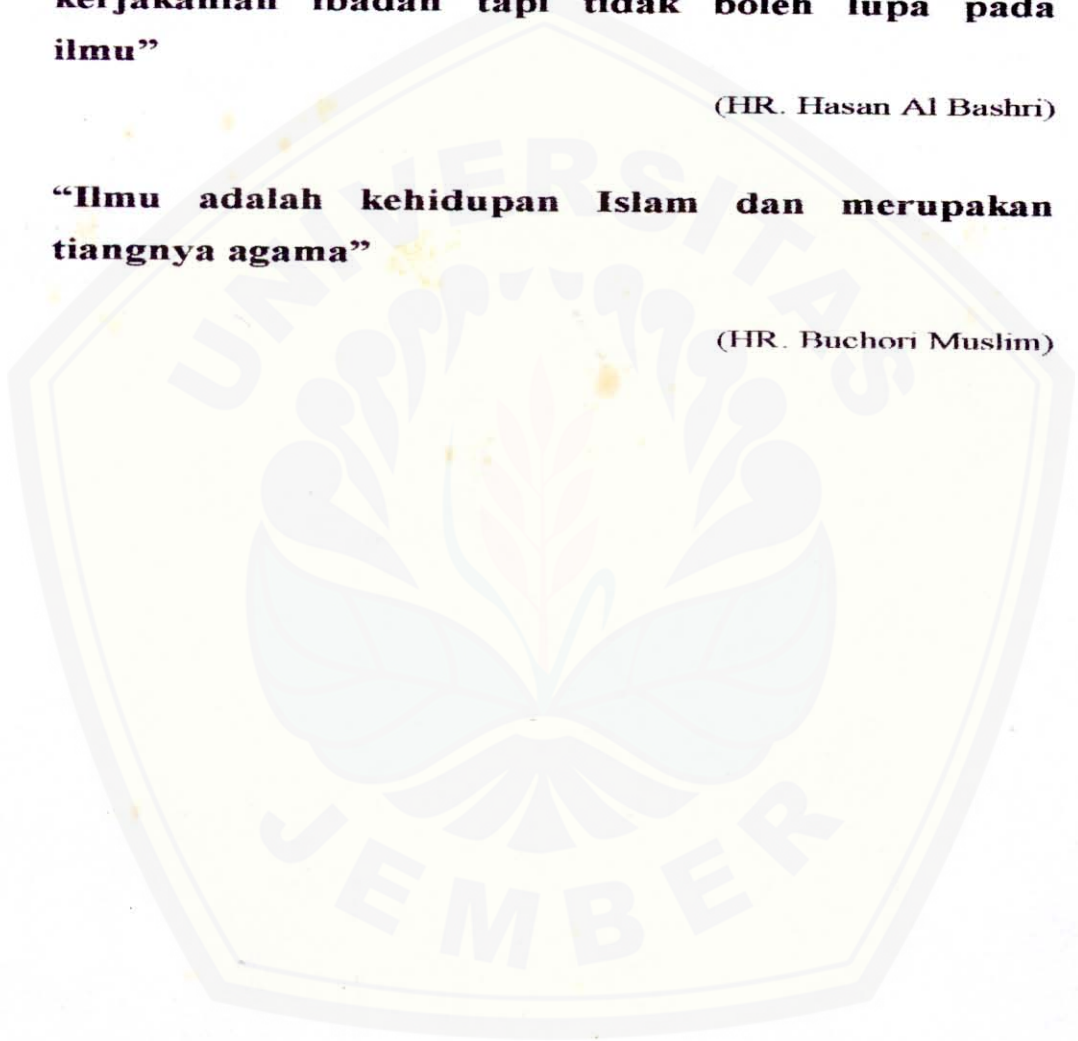 kerjakanlah ibadah tapi tidak boleh lupa pada
ilmu”
(HR. Hasan Al Bashri)
“Ilmu adalah kehidupan Islam dan merupakan
tiangnya agama”
(HR. Buchori Muslim)
UNIVERSITAS
JEMBER